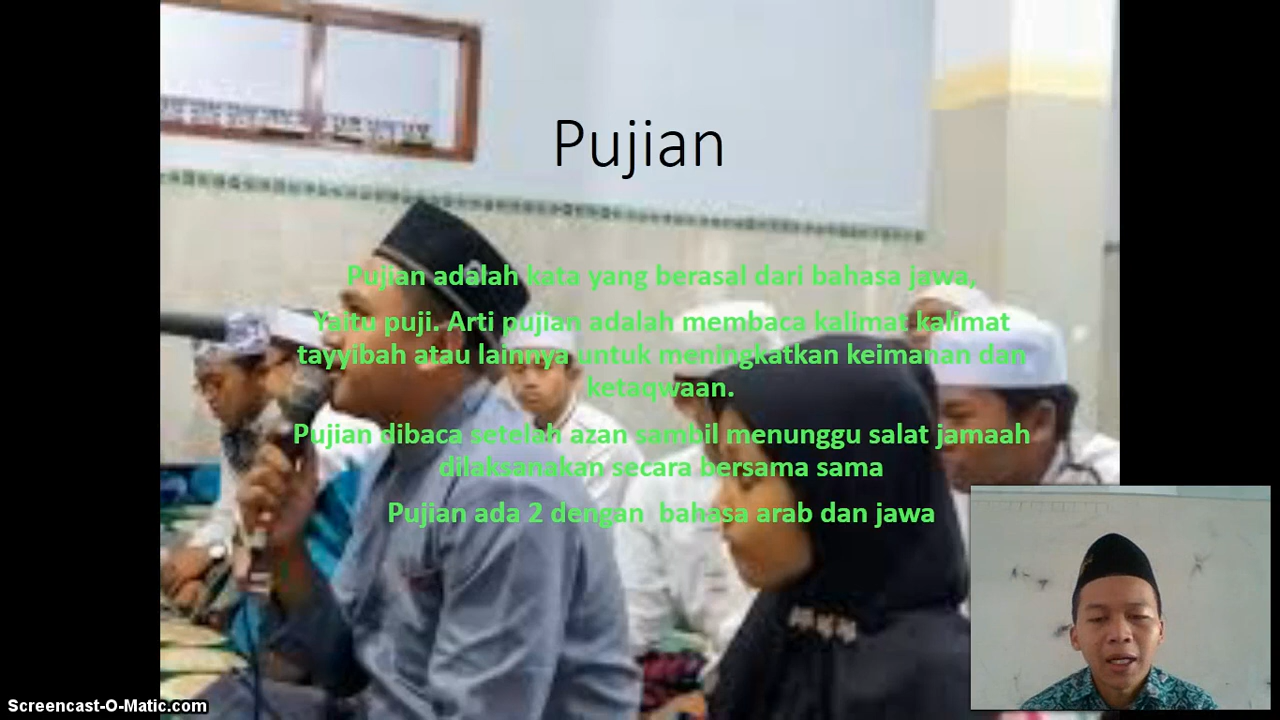 Pujian
Pujian adalah kata yang berasal dari bahasa jawa,
Yaitu puji. Arti pujian adalah membaca kalimat kalimat
tayyibah atau lainnya untuk meningkatkan keimanan dan
ketaqwaan.
Pujian dibaca setelah azan sambil menunggu salat jamaah
dilaksanakan secara bersama sama
Pujian ada 2 dengan  bahasa arab dan jawa
Screencast-O-Matic.com